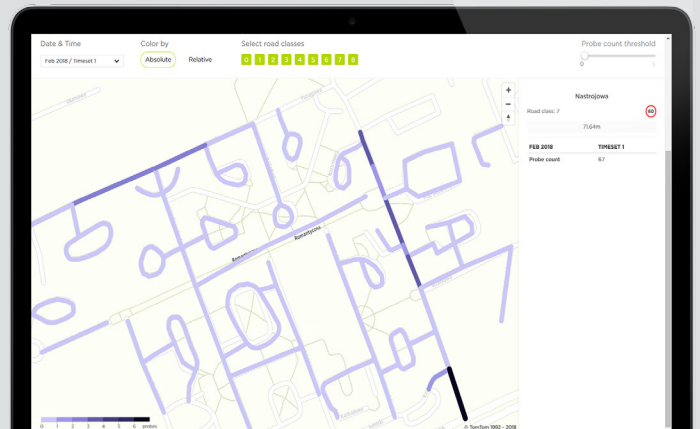 Date & Time
Color by
Select road classes
Probe count threshold
Feb 2018 / Timeset 1
Absolute
Relative
0 1 2 3 4 5 6 7 8
0
Nastrojowa
Road class: 7
60
71.64m
FEB 2018
TIMESET 1
Probe count
67
Romantyczna
0 1 2 3 4 5 6 probes
© TomTom 1992 - 2018